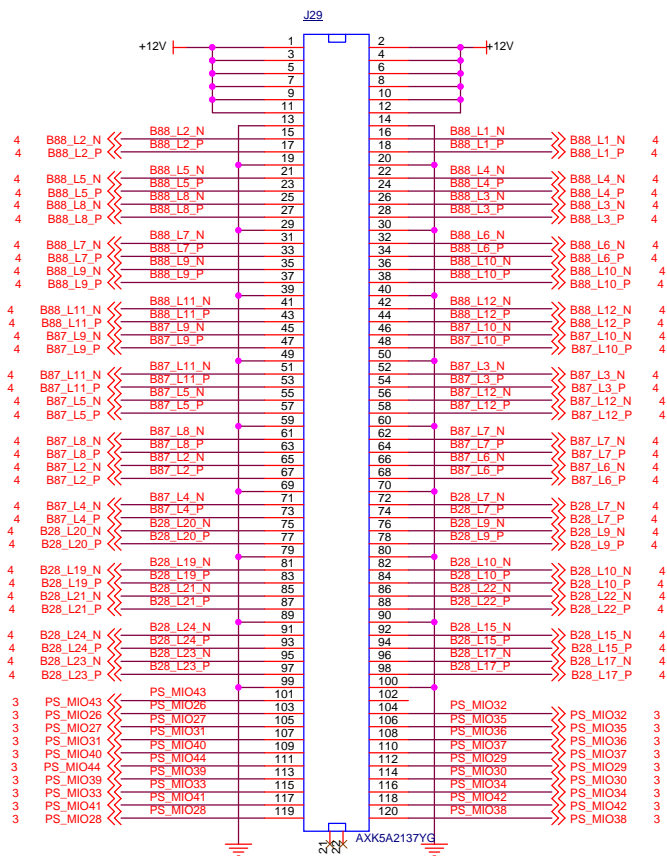 J29
+12V 1 2 +12V
3 4
5 6
7 8
9 10
11 12
13 14
4 B88_L2_N B88_L2_N 15 16 B88_L1_N B88_L1_N 4
4 B88_L2_P B88_L2_P 17 18 B88_L1_P B88_L1_P 4
19 20
4 B88_L5_N B88_L5_N 21 22 B88_L4_N B88_L4_N 4
4 B88_L5_P B88_L5_P 23 24 B88_L4_P B88_L4_P 4
4 B88_L8_N B88_L8_N 25 26 B88_L3_N B88_L3_N 4
4 B88_L8_P B88_L8_P 27 28 B88_L3_P B88_L3_P 4
29 30
4 B88_L7_N B88_L7_N 31 32 B88_L6_N B88_L6_N 4
4 B88_L7_P B88_L7_P 33 34 B88_L6_P B88_L6_P 4
4 B88_L9_N B88_L9_N 35 36 B88_L10_N B88_L10_N 4
4 B88_L9_P B88_L9_P 37 38 B88_L10_P B88_L10_P 4
39 40
4 B88_L11_N B88_L11_N 41 42 B88_L12_N B88_L12_N 4
4 B88_L11_P B88_L11_P 43 44 B88_L12_P B88_L12_P 4
4 B87_L9_N B87_L9_N 45 46 B87_L10_N B87_L10_N 4
4 B87_L9_P B87_L9_P 47 48 B87_L10_P B87_L10_P 4
49 50
4 B87_L11_N B87_L11_N 51 52 B87_L3_N B87_L3_N 4
4 B87_L11_P B87_L11_P 53 54 B87_L3_P B87_L3_P 4
4 B87_L5_N B87_L5_N 55 56 B87_L12_N B87_L12_N 4
4 B87_L5_P B87_L5_P 57 58 B87_L12_P B87_L12_P 4
59 60
4 B87_L8_N B87_L8_N 61 62 B87_L7_N B87_L7_N 4
4 B87_L8_P B87_L8_P 63 64 B87_L7_P B87_L7_P 4
4 B87_L2_N B87_L2_N 65 66 B87_L6_N B87_L6_N 4
4 B87_L2_P B87_L2_P 67 68 B87_L6_P B87_L6_P 4
69 70
4 B87_L4_N B87_L4_N 71 72 B28_L7_N B28_L7_N 4
4 B87_L4_P B87_L4_P 73 74 B28_L7_P B28_L7_P 4
4 B28_L20_N B28_L20_N 75 76 B28_L9_N B28_L9_N 4
4 B28_L20_P B28_L20_P 77 78 B28_L9_P B28_L9_P 4
79 80
4 B28_L19_N B28_L19_N 81 82 B28_L10_N B28_L10_N 4
4 B28_L19_P B28_L19_P 83 84 B28_L10_P B28_L10_P 4
4 B28_L21_N B28_L21_N 85 86 B28_L22_N B28_L22_N 4
4 B28_L21_P B28_L21_P 87 88 B28_L22_P B28_L22_P 4
89 90
4 B28_L24_N B28_L24_N 91 92 B28_L15_N B28_L15_N 4
4 B28_L24_P B28_L24_P 93 94 B28_L15_P B28_L15_P 4
4 B28_L23_N B28_L23_N 95 96 B28_L17_N B28_L17_N 4
4 B28_L23_P B28_L23_P 97 98 B28_L17_P B28_L17_P 4
99 100
3 PS_MIO43 PS_MIO43 101 102
3 PS_MIO26 PS_MIO26 103 104 PS_MIO32 PS_MIO32 3
3 PS_MIO27 PS_MIO27 105 106 PS_MIO35 PS_MIO35 3
3 PS_MIO31 PS_MIO31 107 108 PS_MIO36 PS_MIO36 3
3 PS_MIO40 PS_MIO40 109 110 PS_MIO37 PS_MIO37 3
3 PS_MIO44 PS_MIO44 111 112 PS_MIO29 PS_MIO29 3
3 PS_MIO39 PS_MIO39 113 114 PS_MIO30 PS_MIO30 3
3 PS_MIO33 PS_MIO33 115 116 PS_MIO34 PS_MIO34 3
3 PS_MIO41 PS_MIO41 117 118 PS_MIO42 PS_MIO42 3
3 PS_MIO28 PS_MIO28 119 120 PS_MIO38 PS_MIO38 3
21 22 AXK5A2137YG